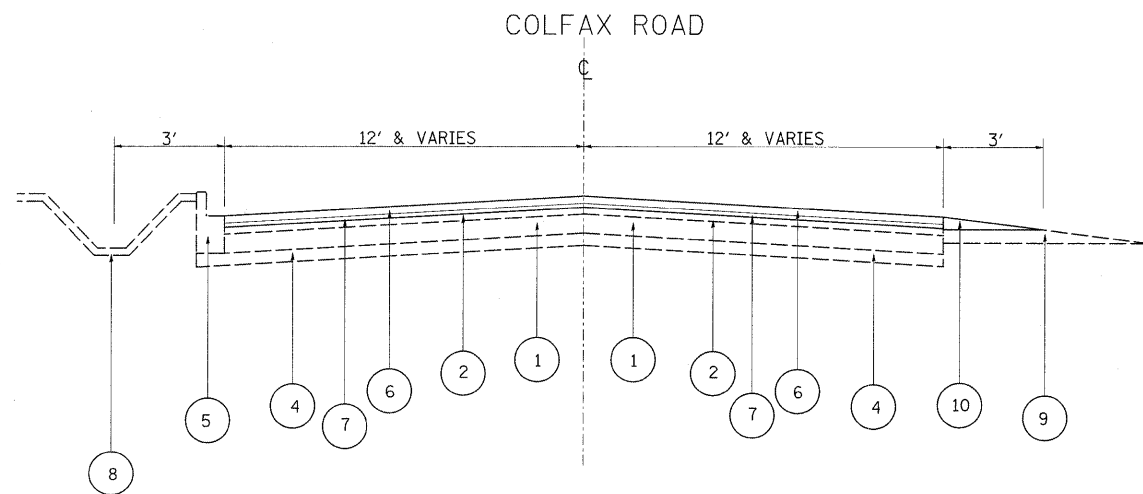 COLFAX ROAD
℄
3' 12' & VARIES 12' & VARIES 3'
1 1
2 2
6 7 7 6
5 4 4 10 9
8